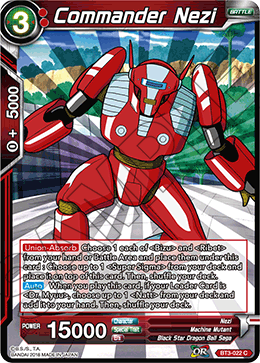 3
Commander Nezi
BATTLE
0 + 5000
Union-Absorb Choose 1 each of <Bizu> and <Ribet>
from your hand or Battle Area and place them under this
card : Choose up to 1 <Super Sigma> from your deck and
place it on top of this card. Then, shuffle your deck.
Auto When you play this card, if your Leader Card is
<Dr. Myuu>, choose up to 1 <Natt> from your deck and
add it to your hand. Then, shuffle your deck.
POWER 15000
Character Nezi
Special Trait Machine Mutant
Era Black Star Dragon Ball Saga
©B.S./S., T.A.
BANDAI 2018 MADE IN JAPAN
OR
BT3-022 C